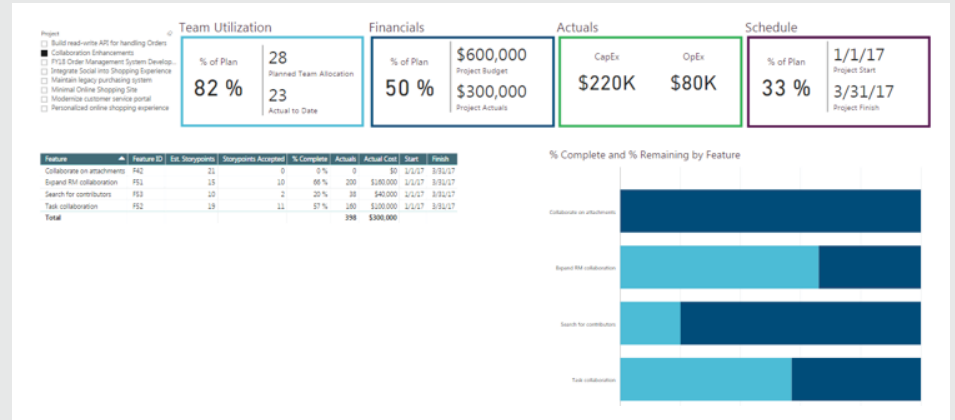 Project
Build read-write API for handling Orders
Collaboration Enhancements
FY18 Order Management System Develop...
Integrate Social into Shopping Experience
Maintain legacy purchasing system
Minimal Online Shopping Site
Modernize customer service portal
Personalized online shopping experience
Team Utilization
% of Plan
82 %
28
Planned Team Allocation
23
Actual to Date
Financials
% of Plan
50 %
$600,000
Project Budget
$300,000
Project Actuals
Actuals
CapEx
$220K
OpEx
$80K
Schedule
% of Plan
33 %
1/1/17
Project Start
3/31/17
Project Finish
Feature Feature ID Est. Storypoints Storypoints Accepted % Complete Actuals Actual Cost Start Finish
Collaborate on attachments F42 21 0 0 % 0 $0 1/1/17 3/31/17
Expand RM collaboration F51 15 10 66 % 200 $160,000 1/1/17 3/31/17
Search for contributors F53 10 2 20 % 38 $40,000 1/1/17 3/31/17
Task collaboration F52 19 11 57 % 160 $100,000 1/1/17 3/31/17
Total 398 $300,000
% Complete and % Remaining by Feature
Collaborate on attachments
Expand RM collaboration
Search for contributors
Task collaboration